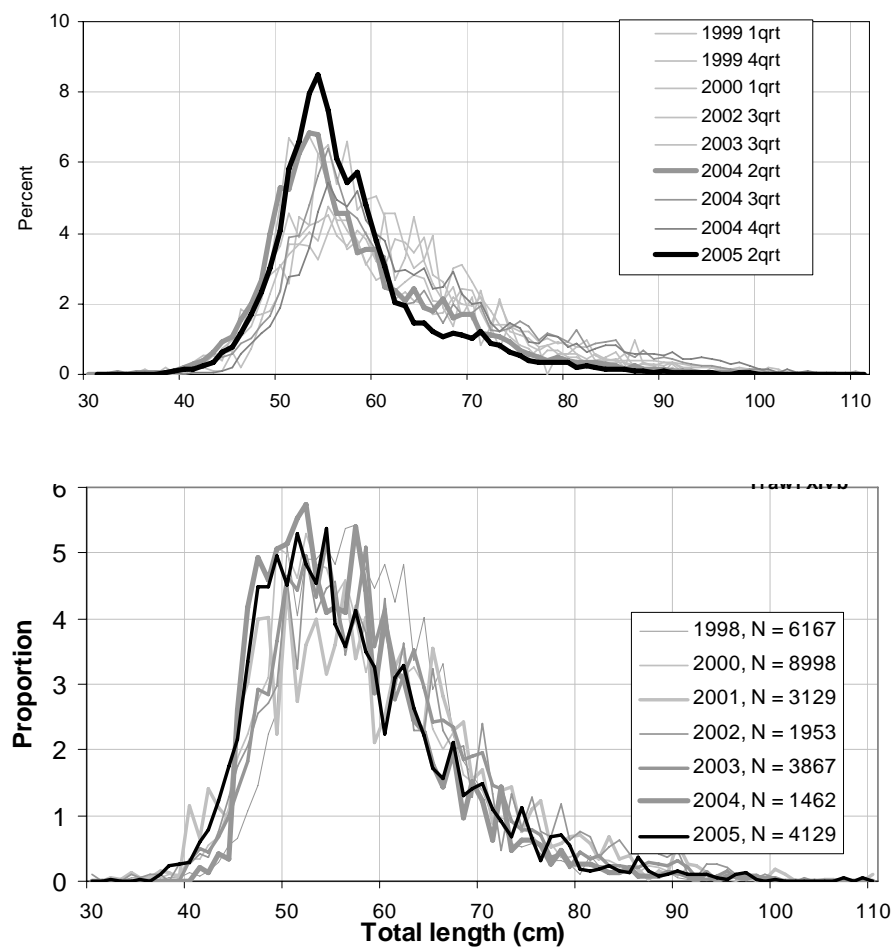 10
8
6
4
2
0
Percent
30 40 50 60 70 80 90 100 110
1999 1qrt
1999 4qrt
2000 1qrt
2002 3qrt
2003 3qrt
2004 2qrt
2004 3qrt
2004 4qrt
2005 2qrt
6
5
4
3
2
1
0
Proportion
1998, N = 6167
2000, N = 8998
2001, N = 3129
2002, N = 1953
2003, N = 3867
2004, N = 1462
2005, N = 4129
30 40 50 60 70 80 90 100 110
Total length (cm)